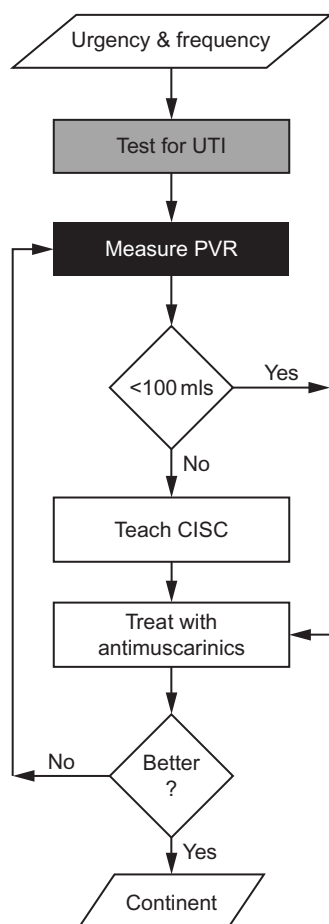 Urgency & frequency
Test for UTI
Measure PVR
<100 mls
Yes
No
Teach CISC
Treat with
antimuscarinics
Better
?
No
Yes
Continent